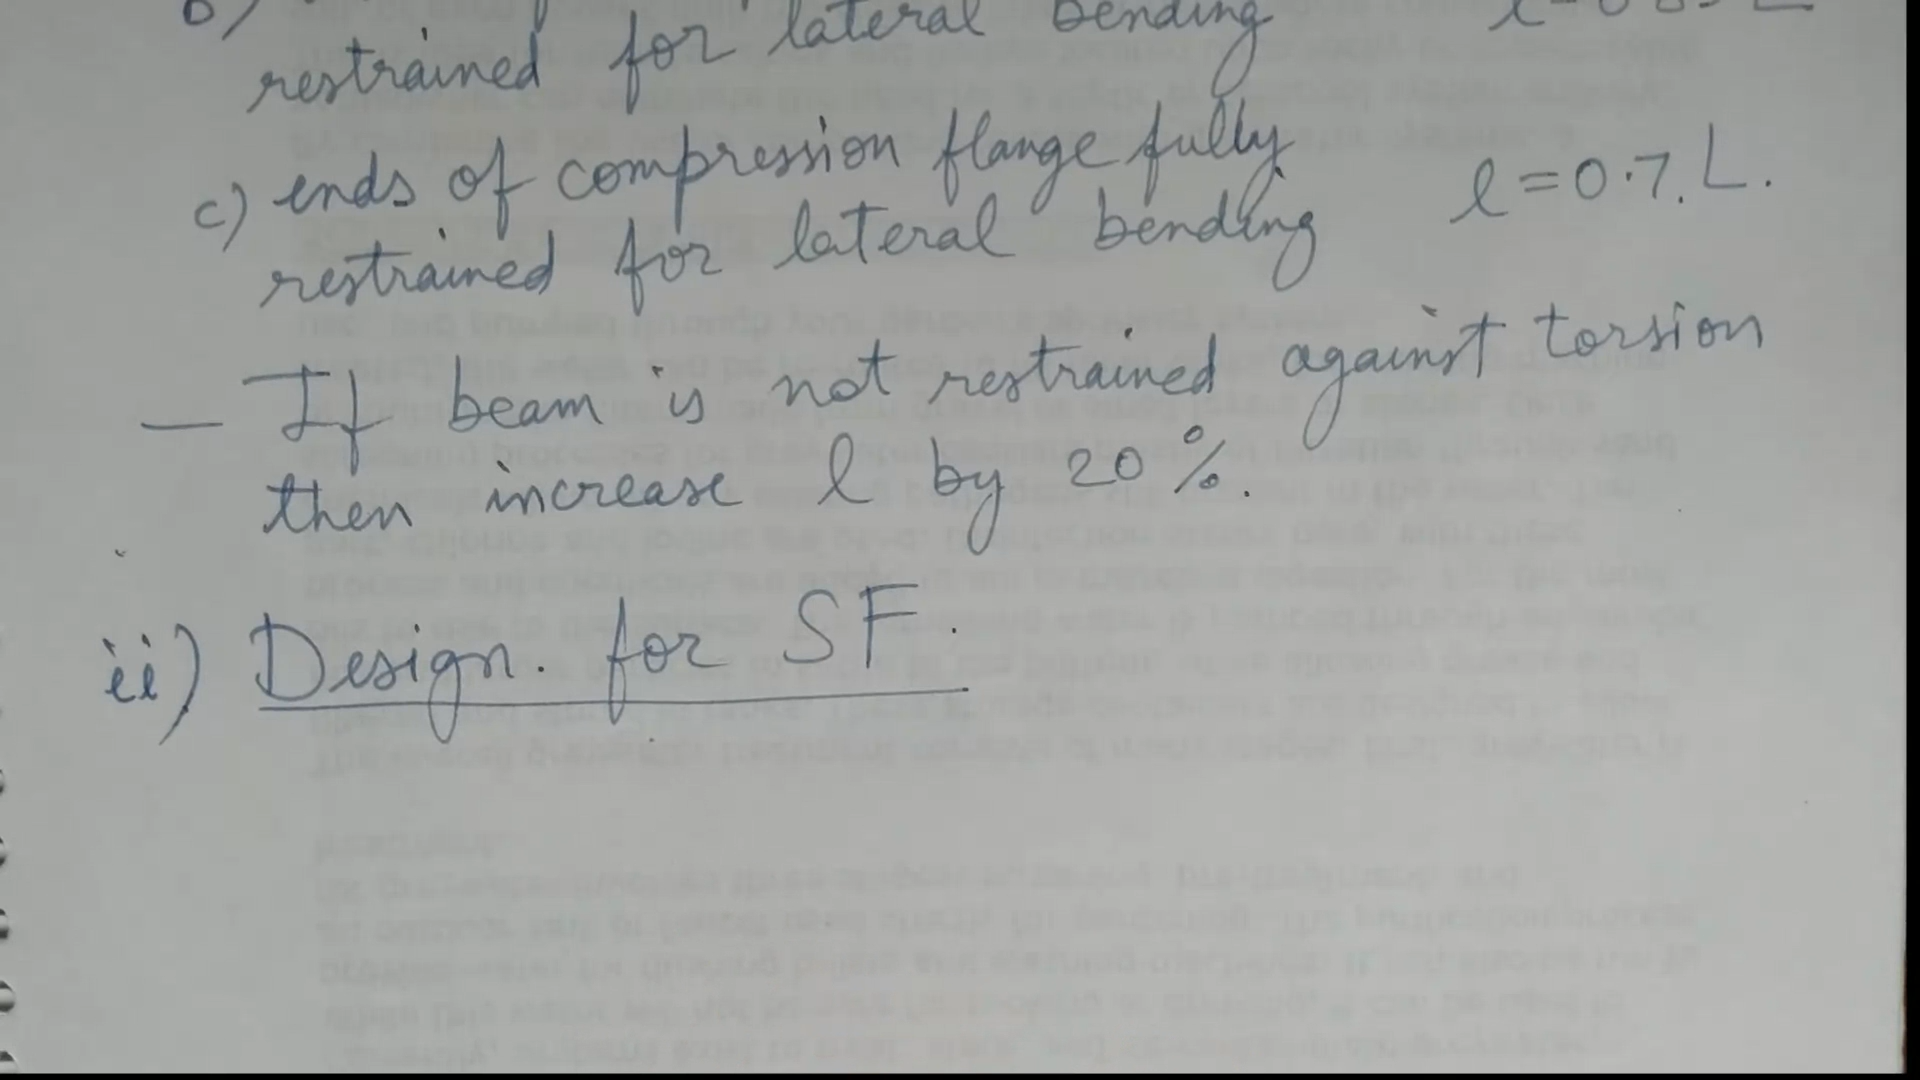 b)
restrained for lateral bending
c) ends of compression flange fully l = 0.7.L.
restrained for lateral bending
— If beam is not restrained against torsion
then increase l by 20%.
ii) Design. for SF.